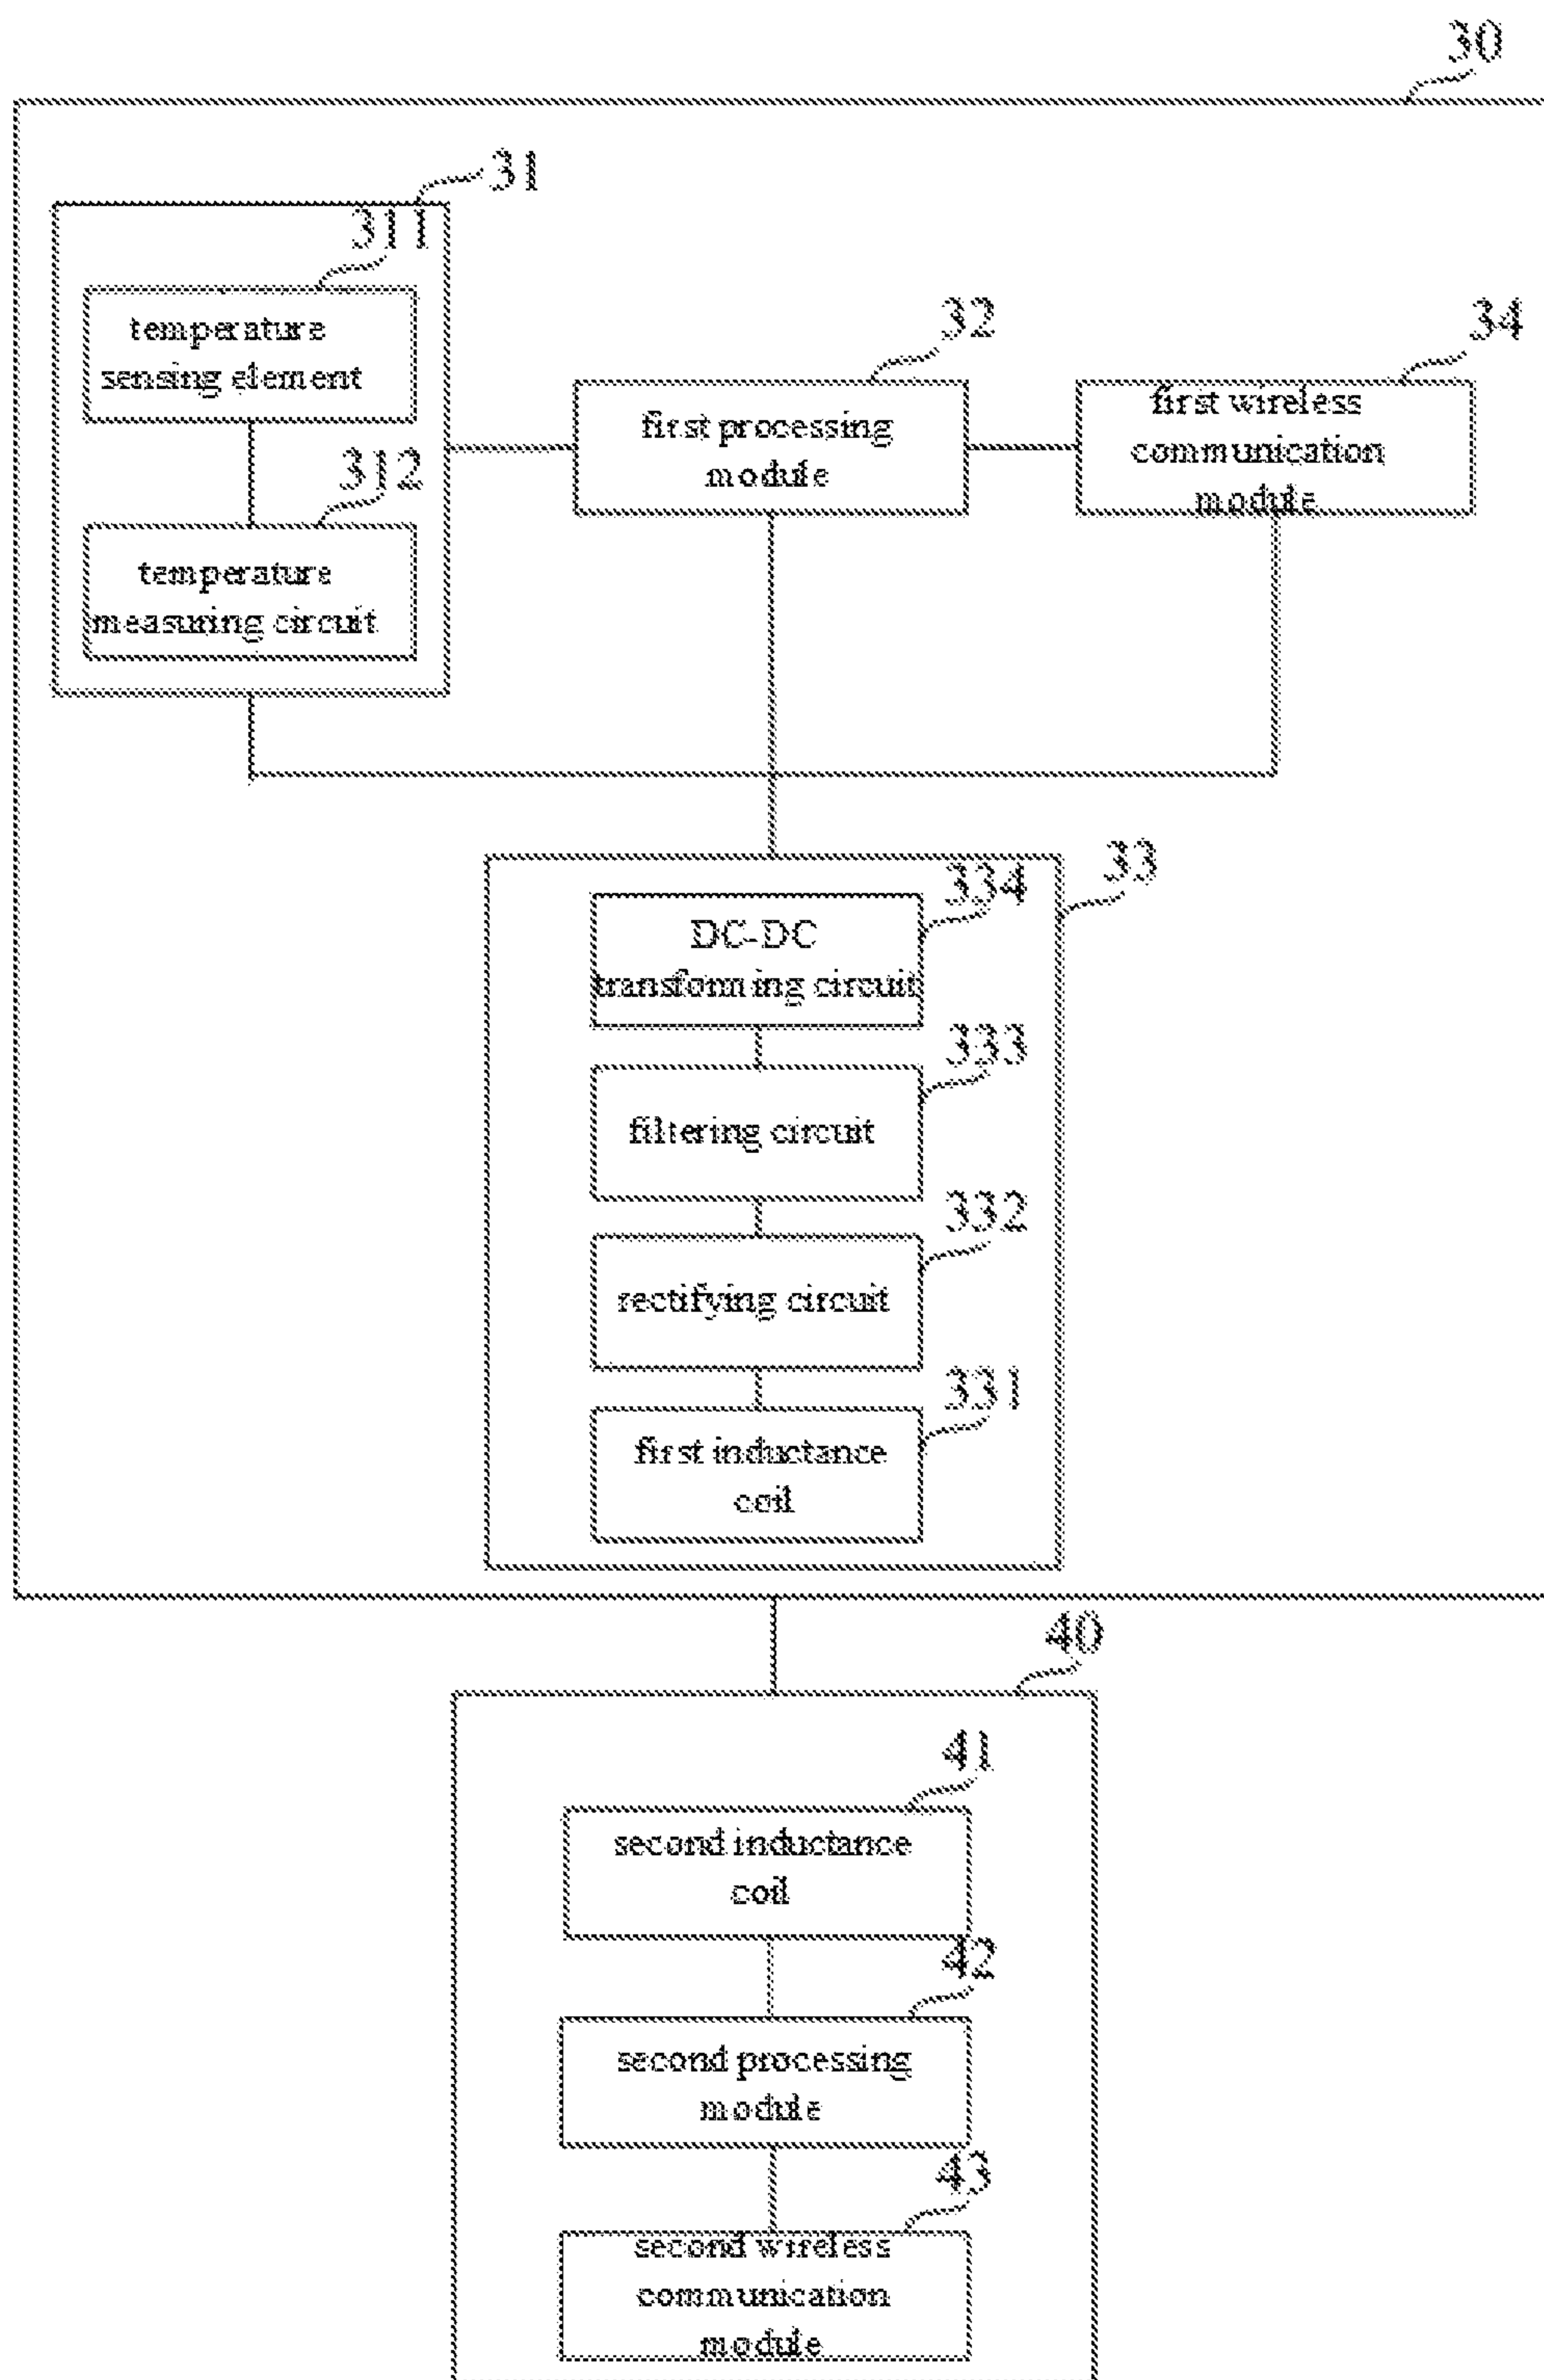 30
31
311
temperature
sensing element
312
temperature
measuring circuit
32
first processing
module
34
first wireless
communication
module
33
334
DC-DC
transforming circuit
333
filtering circuit
332
rectifying circuit
331
first inductance
coil
40
41
second inductance
coil
42
second processing
module
43
second wireless
communication
module